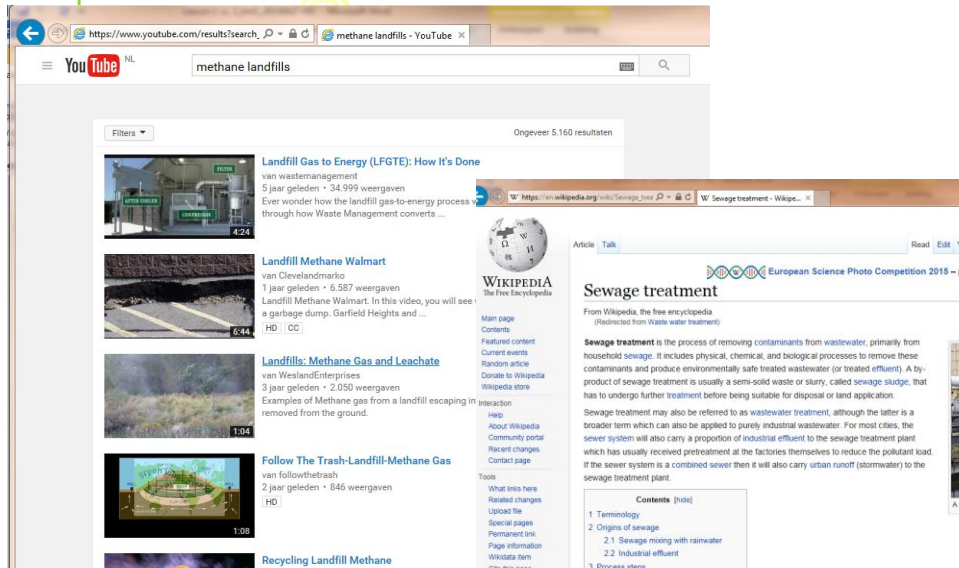 https://www.youtube.com/results?search_
methane landfills - YouTube
You Tube NL
methane landfills
Filters
Ongeveer 5.160 resultaten
FILTER
AFTER COOLER
COMPRESSOR
4:24
Landfill Gas to Energy (LFGTE): How It's Done
van wastemanagement
5 jaar geleden • 34.999 weergaven
Ever wonder how the landfill gas-to-energy process
through how Waste Management converts ...
6:44
Landfill Methane Walmart
van Clevelandmarko
1 jaar geleden • 6.587 weergaven
Landfill Methane Walmart. In this video, you will see
a garbage dump. Garfield Heights and ...
HD CC
1:04
Landfills: Methane Gas and Leachate
van WeslandEnterprises
3 jaar geleden • 2.050 weergaven
Examples of Methane gas from a landfill escaping in
removed from the ground.
1:08
Follow The Trash-Landfill-Methane Gas
van followthetrash
2 jaar geleden • 846 weergaven
HD
Recycling Landfill Methane
https://en.wikipedia.org/wiki/Sewage_trea
W Sewage treatment - Wikipe...
WIKIPEDIA
The Free Encyclopedia
Main page
Contents
Featured content
Current events
Random article
Donate to Wikipedia
Wikipedia store
Interaction
Help
About Wikipedia
Community portal
Recent changes
Contact page
Tools
What links here
Related changes
Upload file
Special pages
Permanent link
Page information
Wikidata item
Cite this page
Article Talk
Read Edit
European Science Photo Competition 2015 –
Sewage treatment
From Wikipedia, the free encyclopedia
(Redirected from Waste water treatment)
Sewage treatment is the process of removing contaminants from wastewater, primarily from
household sewage. It includes physical, chemical, and biological processes to remove these
contaminants and produce environmentally safe treated wastewater (or treated effluent). A by-
product of sewage treatment is usually a semi-solid waste or slurry, called sewage sludge, that
has to undergo further treatment before being suitable for disposal or land application.
Sewage treatment may also be referred to as wastewater treatment, although the latter is a
broader term which can also be applied to purely industrial wastewater. For most cities, the
sewer system will also carry a proportion of industrial effluent to the sewage treatment plant
which has usually received pretreatment at the factories themselves to reduce the pollutant load.
If the sewer system is a combined sewer then it will also carry urban runoff (stormwater) to the
sewage treatment plant.
Contents [hide]
1 Terminology
2 Origins of sewage
2.1 Sewage mixing with rainwater
2.2 Industrial effluent
3 Process steps
A